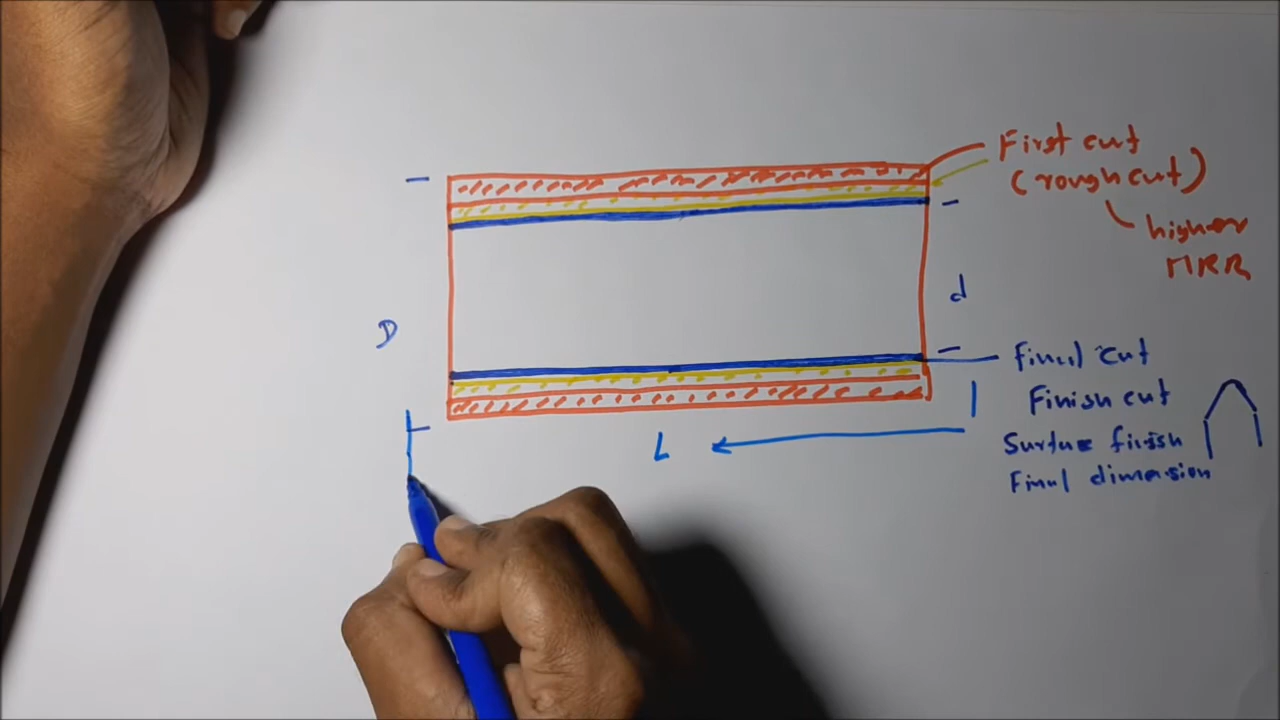 First cut
(rough cut)
higher
MRR
D
d
Final cut
Finish cut
L
Surface finish
Final dimension